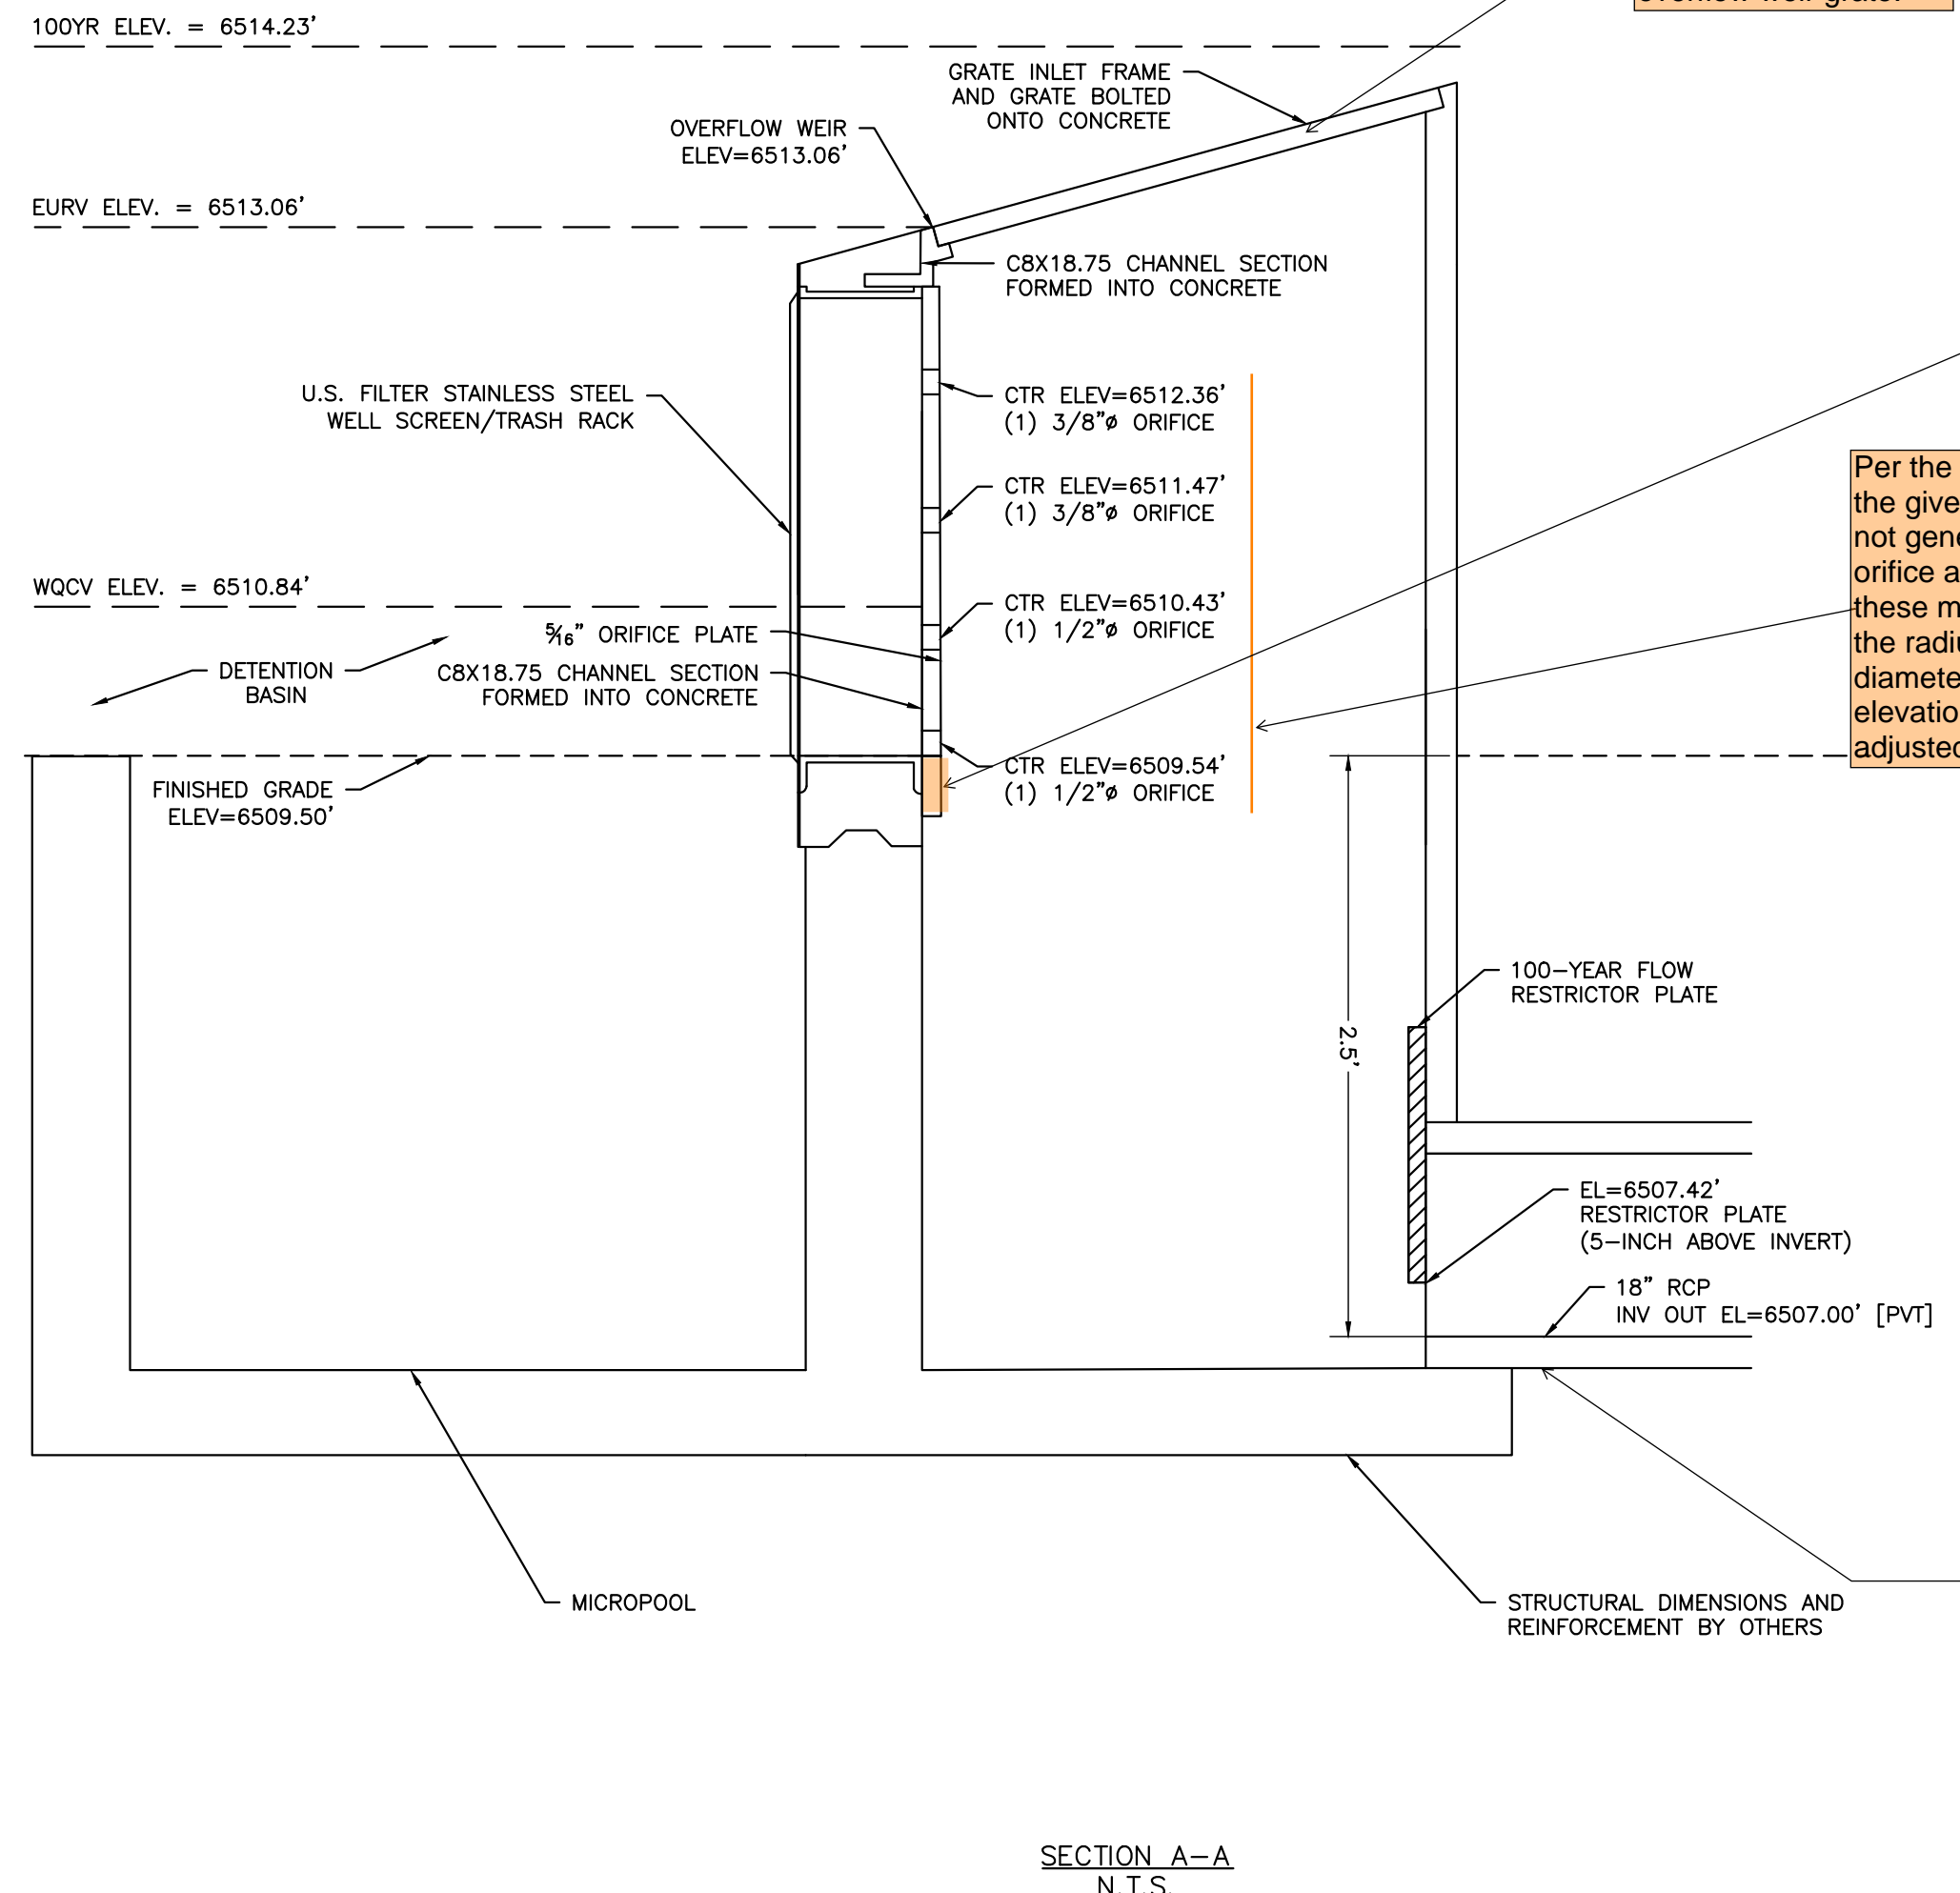 100YR ELEV. = 6514.23'
GRATE INLET FRAME
AND GRATE BOLTED
ONTO CONCRETE
OVERFLOW WEIR
ELEV=6513.06'
EURV ELEV. = 6513.06'
C8X18.75 CHANNEL SECTION
FORMED INTO CONCRETE
U.S. FILTER STAINLESS STEEL
WELL SCREEN/TRASH RACK
CTR ELEV=6512.36'
(1) 3/8"ø ORIFICE
CTR ELEV=6511.47'
(1) 3/8"ø ORIFICE
WQCV ELEV. = 6510.84'
CTR ELEV=6510.43'
(1) 1/2"ø ORIFICE
5/16" ORIFICE PLATE
DETENTION
BASIN
C8X18.75 CHANNEL SECTION
FORMED INTO CONCRETE
CTR ELEV=6509.54'
(1) 1/2"ø ORIFICE
FINISHED GRADE
ELEV=6509.50'
Per the
the give
not gen
orifice a
these m
the radi
diamete
elevatio
adjusted
100-YEAR FLOW
RESTRICTOR PLATE
2.5'
EL=6507.42'
RESTRICTOR PLATE
(5-INCH ABOVE INVERT)
18" RCP
INV OUT EL=6507.00' [PVT]
MICROPOOL
STRUCTURAL DIMENSIONS AND
REINFORCEMENT BY OTHERS
SECTION A-A
N.T.S.